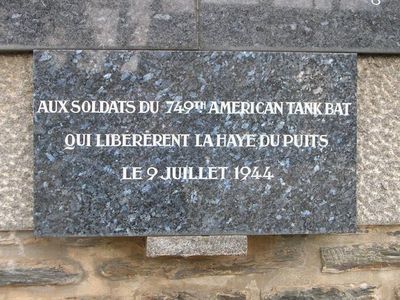 AUX SOLDATS DU 749TH AMERICAN TANK BAT
QUI LIBÉRÈRENT LA HAYE DU PUITS
LE 9 JUILLET 1944